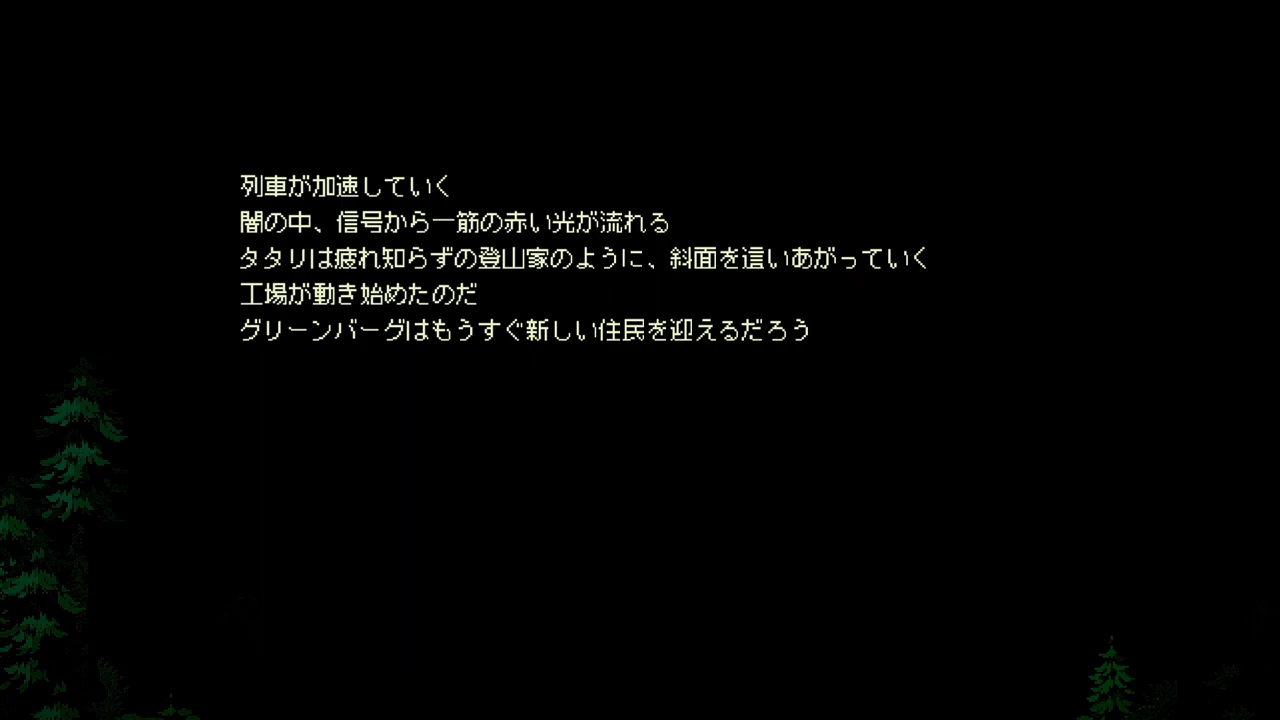 列車が加速していく
闇の中、信号から一筋の赤い光が流れる
タタリは疲れ知らずの登山家のように、斜面を這いあがっていく
工場が動き始めたのだ
グリーンバーグはもうすぐ新しい住民を迎えるだろう